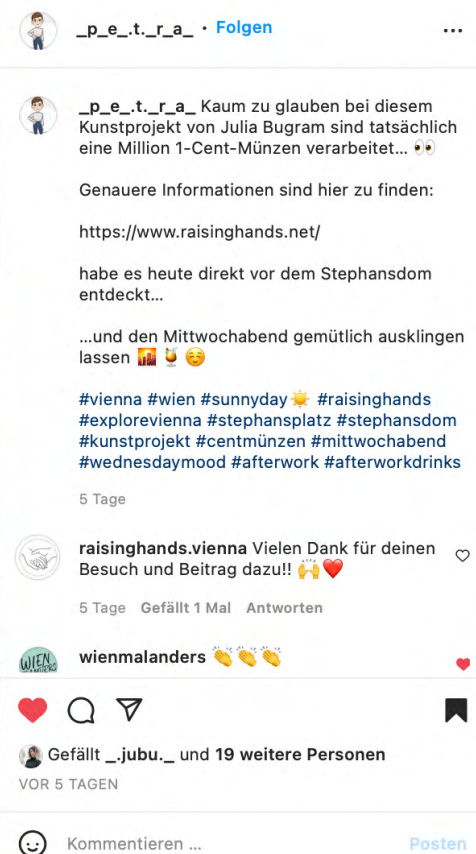 _p_e_.t._r_a_ • Folgen
_p_e_.t._r_a_ Kaum zu glauben bei diesem
Kunstprojekt von Julia Bugram sind tatsächlich
eine Million 1-Cent-Münzen verarbeitet... 👀
Genauere Informationen sind hier zu finden:
https://www.raisinghands.net/
habe es heute direkt vor dem Stephansdom
entdeckt...
...und den Mittwochabend gemütlich ausklingen
lassen 🌇🍹☺️
#vienna #wien #sunnyday☀️ #raisinghands
#explorevienna #stephansplatz #stephansdom
#kunstprojekt #centmünzen #mittwochabend
#wednesdaymood #afterwork #afterworkdrinks
5 Tage
raisinghands.vienna Vielen Dank für deinen
Besuch und Beitrag dazu!! 🙌❤️
5 Tage Gefällt 1 Mal Antworten
WIEN
wienmalanders 👏👏👏
Gefällt _.jubu._ und 19 weitere Personen
VOR 5 TAGEN
Kommentieren ... Posten